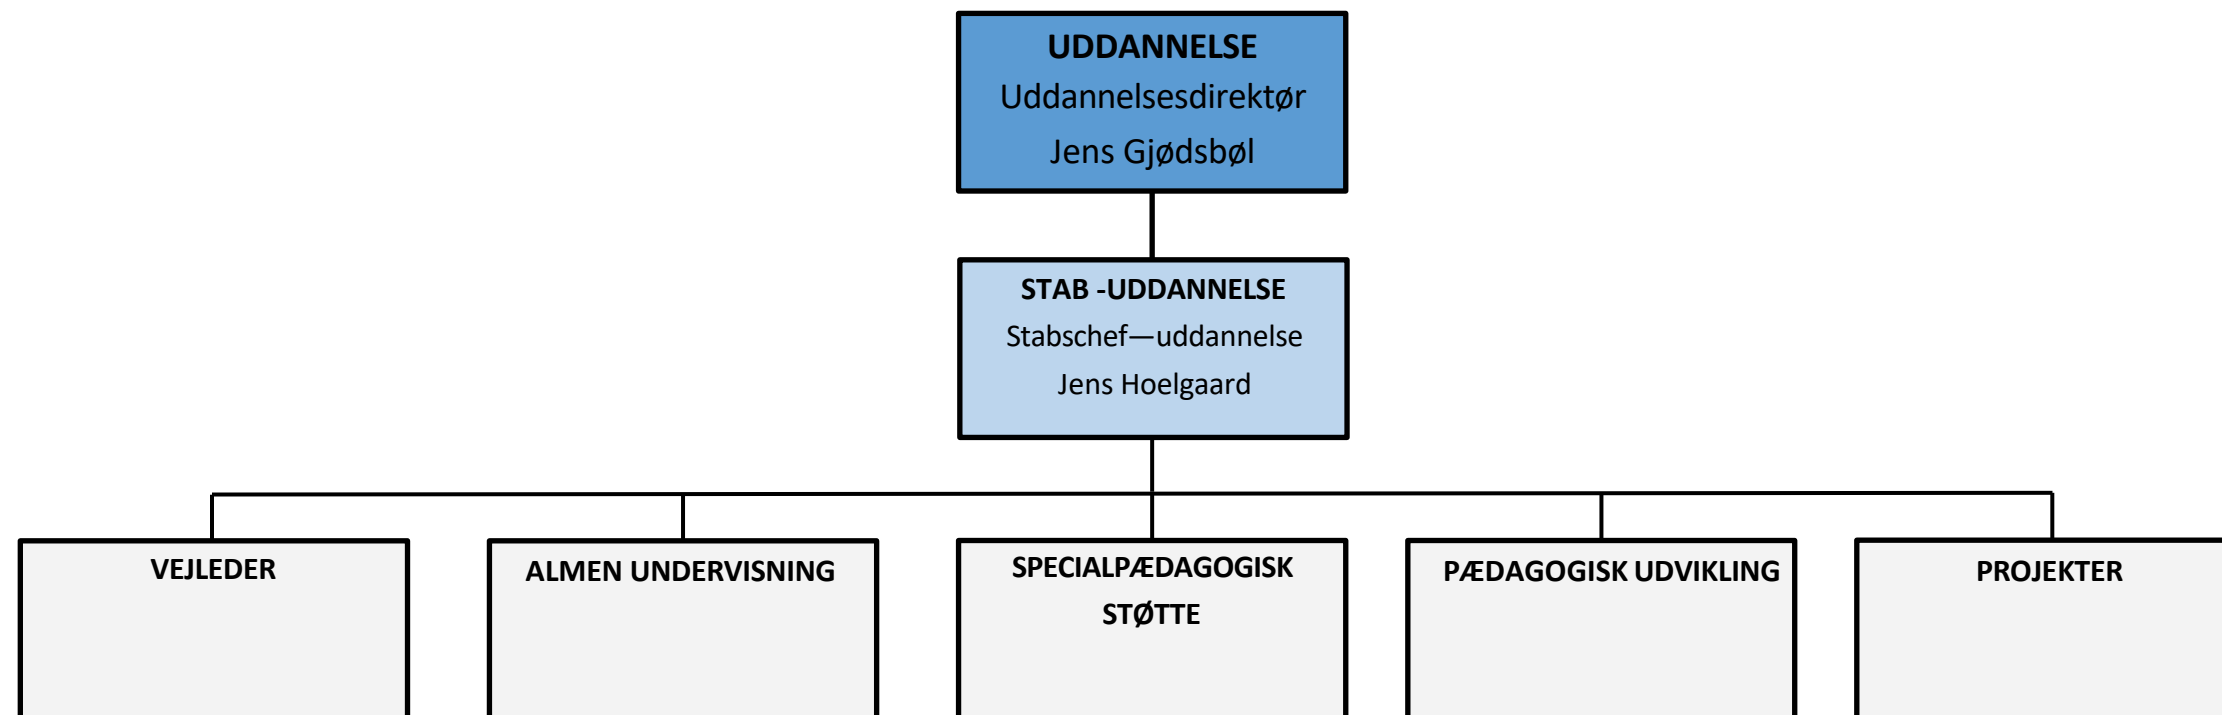 UDDANNELSE
Uddannelsesdirektør
Jens Gjødsbøl
STAB -UDDANNELSE
Stabschef—uddannelse
Jens Hoelgaard
VEJLEDER
ALMEN UNDERVISNING
SPECIALPÆDAGOGISK
STØTTE
PÆDAGOGISK UDVIKLING
PROJEKTER